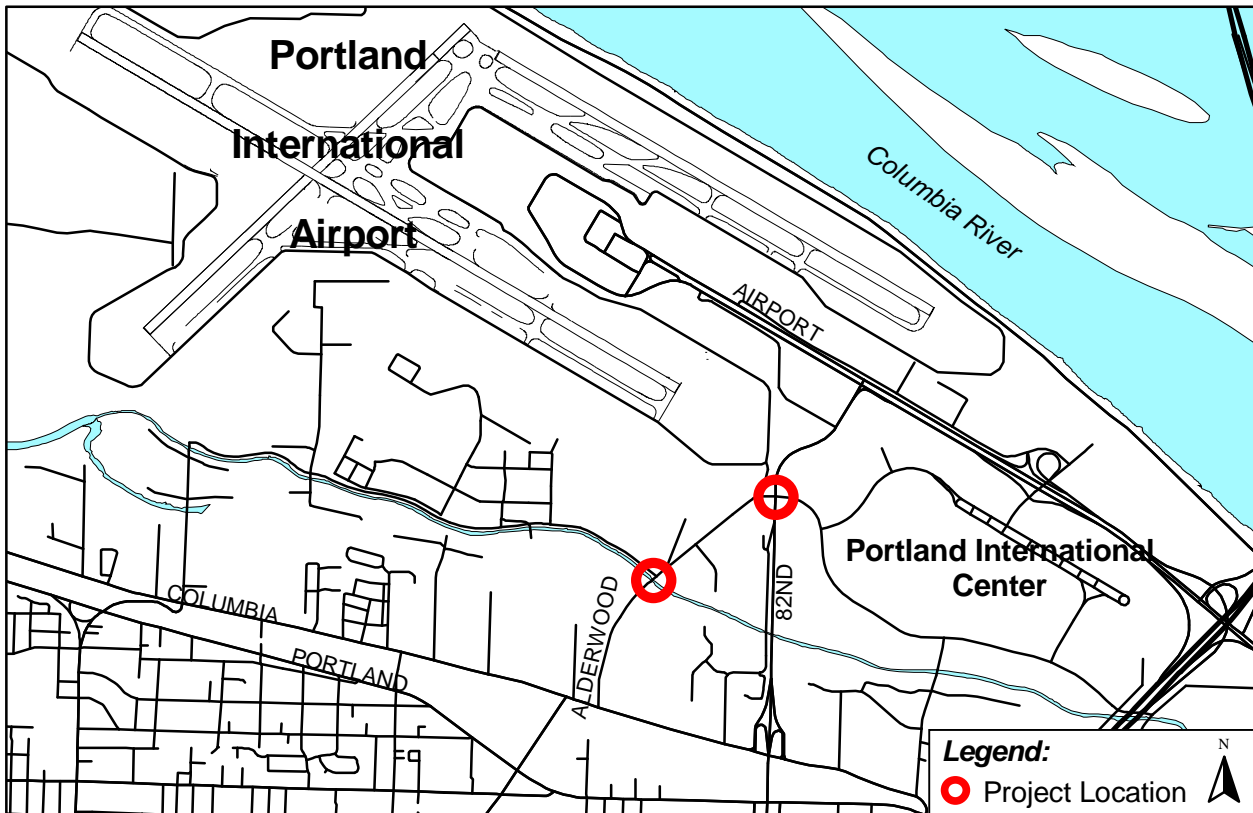 Portland
International
Airport
Columbia River
AIRPORT
Portland International
Center
82ND
ALDERWOOD
COLUMBIA
PORTLAND
Legend:
Project Location
N